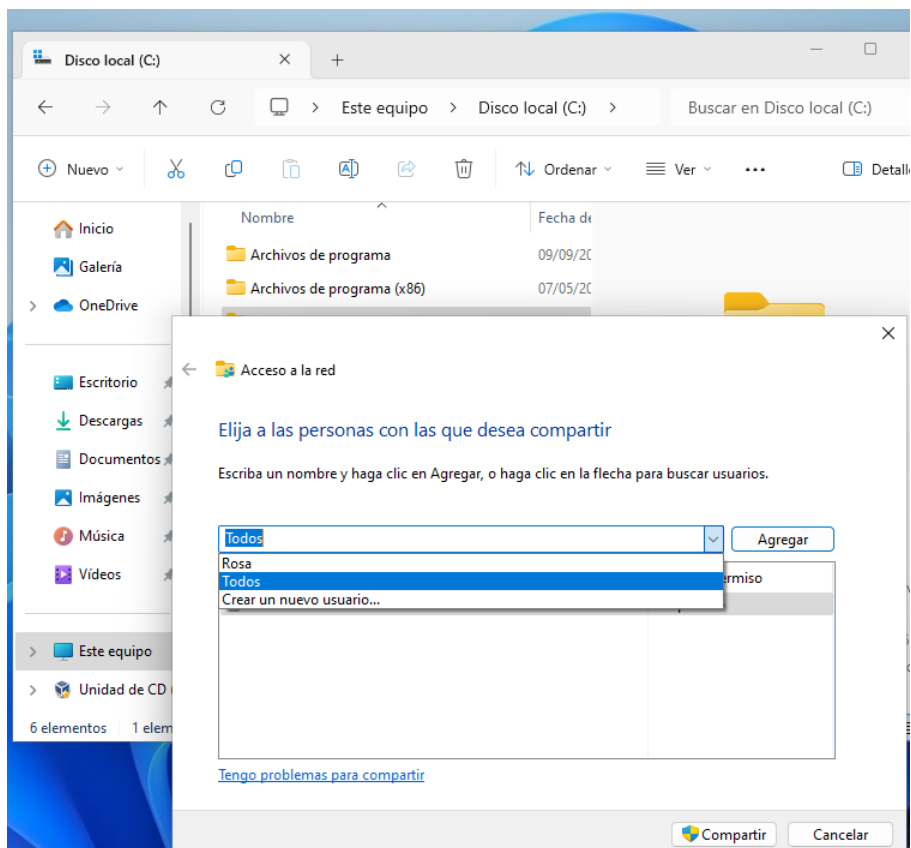 Disco local (C:)
Este equipo > Disco local (C:) >
Buscar en Disco local (C:)
Nuevo
Ordenar
Ver
Inicio
Galería
OneDrive
Escritorio
Descargas
Documentos
Imágenes
Música
Vídeos
Este equipo
Unidad de CD
6 elementos
1
Nombre
Fecha de
Archivos de programa
09/09/20
Archivos de programa (x86)
07/05/20
Acceso a la red
Elija a las personas con las que desea compartir
Escriba un nombre y haga clic en Agregar, o haga clic en la flecha para buscar usuarios.
Todos
Agregar
Rosa
Todos
Crear un nuevo usuario...
Tengo problemas para compartir
Compartir
Cancelar